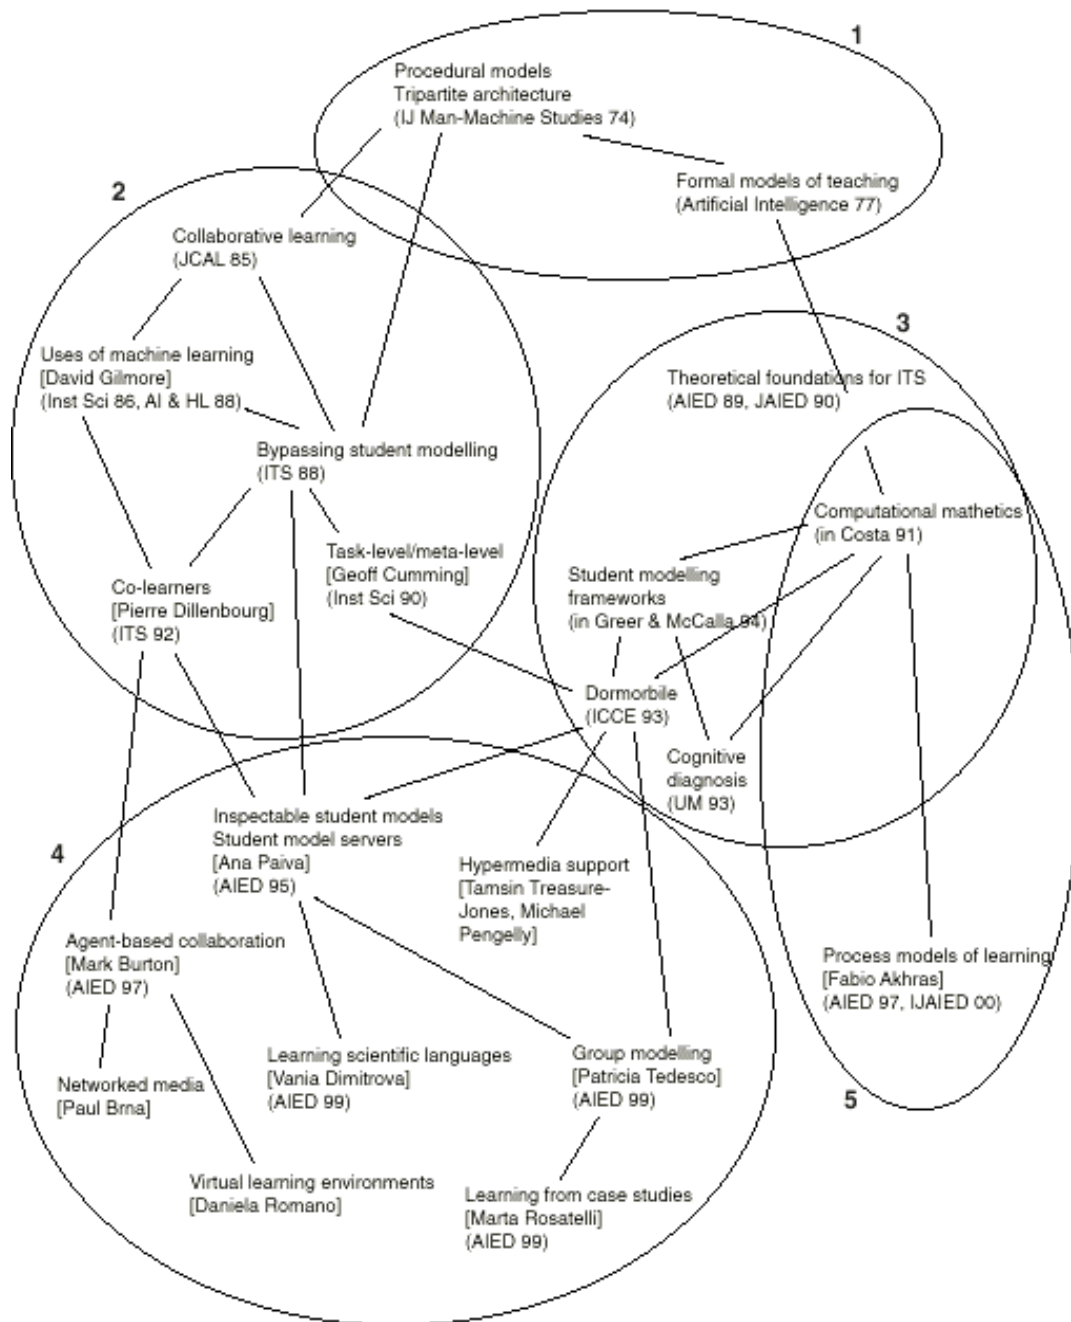 1
Procedural models
Tripartite architecture
(IJ Man-Machine Studies 74)
Formal models of teaching
(Artificial Intelligence 77)
2
Collaborative learning
(JCAL 85)
Uses of machine learning
[David Gilmore]
(Inst Sci 86, AI & HL 88)
Bypassing student modelling
(ITS 88)
Task-level/meta-level
[Geoff Cumming]
(Inst Sci 90)
Co-learners
[Pierre Dillenbourg]
(ITS 92)
3
Theoretical foundations for ITS
(AIED 89, JAIED 90)
Computational mathetics
(in Costa 91)
Student modelling
frameworks
(in Greer & McCalla 94)
Dormorbile
(ICCE 93)
Cognitive
diagnosis
(UM 93)
4
Inspectable student models
Student model servers
[Ana Paiva]
(AIED 95)
Hypermedia support
[Tamsin Treasure-
Jones, Michael
Pengelly]
Agent-based collaboration
[Mark Burton]
(AIED 97)
Networked media
[Paul Brna]
Learning scientific languages
[Vania Dimitrova]
(AIED 99)
Group modelling
[Patricia Tedesco]
(AIED 99)
Virtual learning environments
[Daniela Romano]
Learning from case studies
[Marta Rosatelli]
(AIED 99)
Process models of learning
[Fabio Akhras]
(AIED 97, IJAIED 00)
5